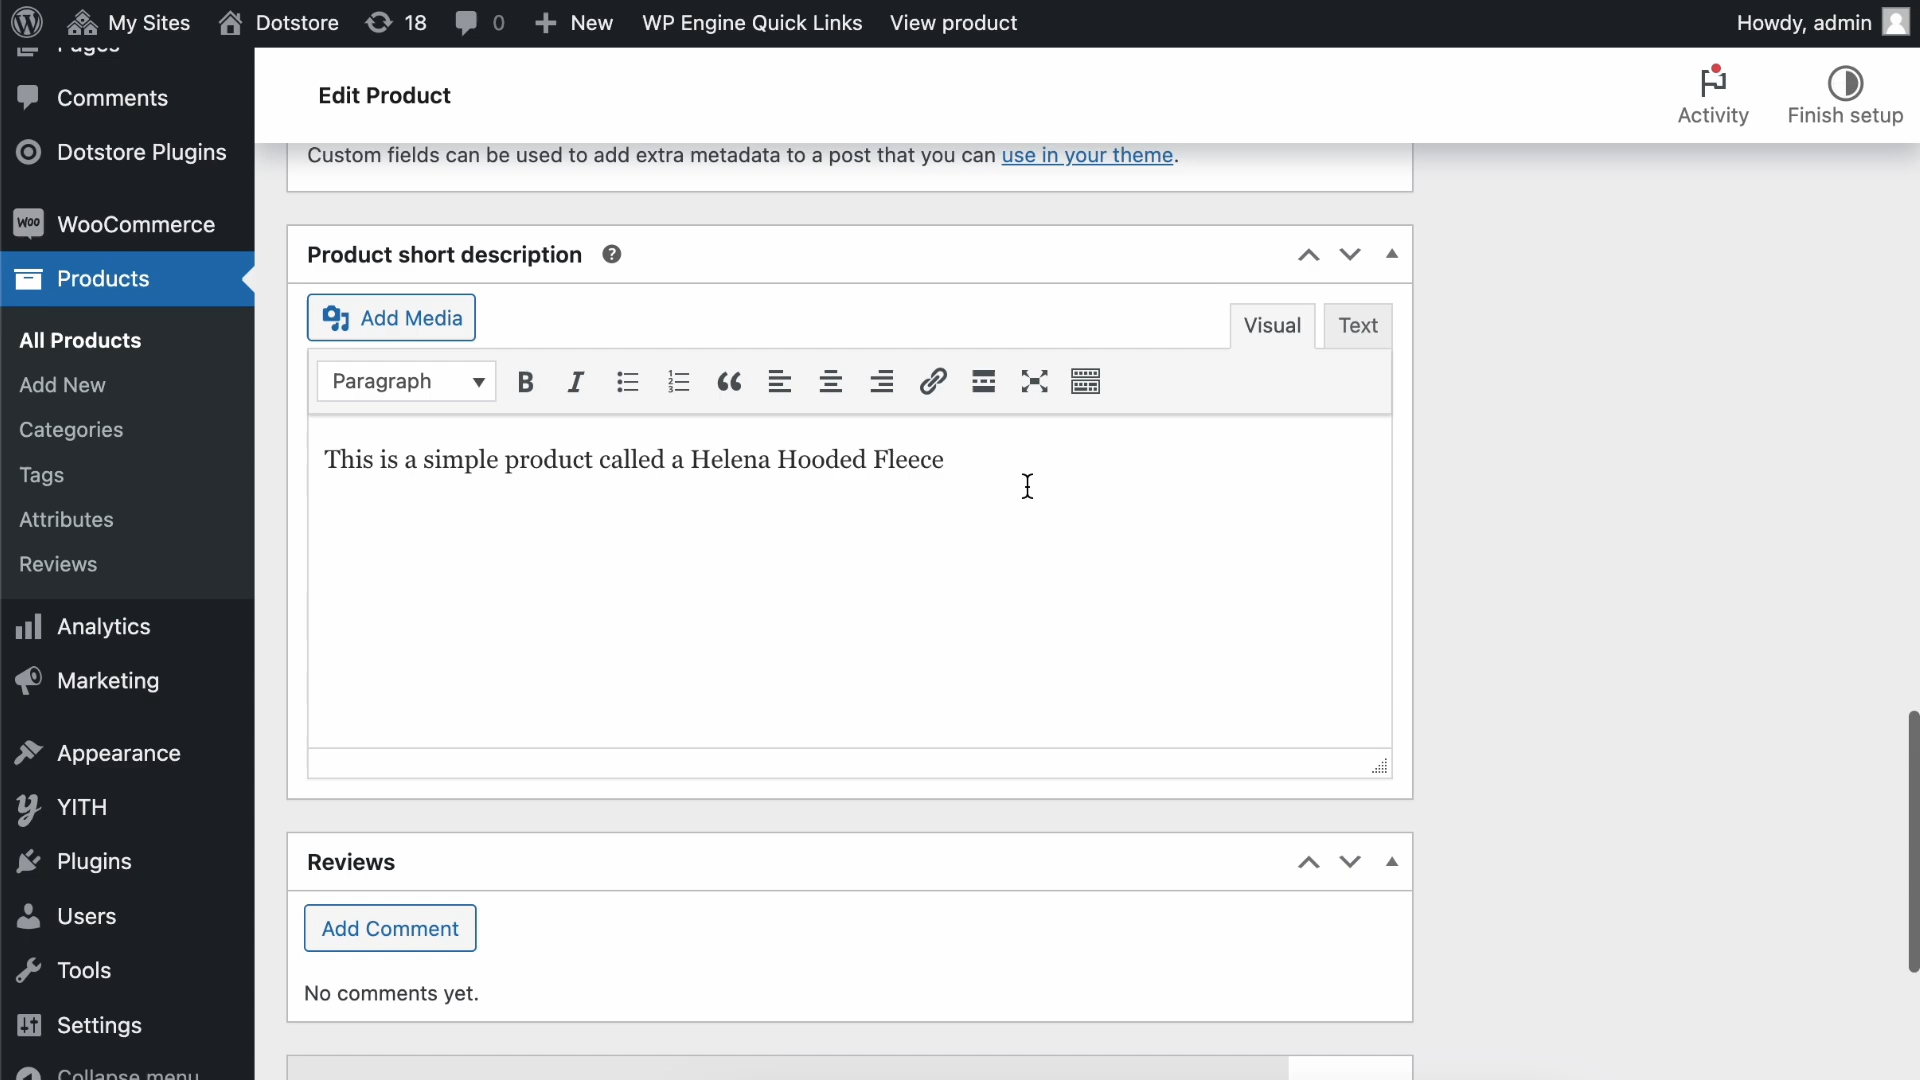 My Sites Dotstore 18 0 New WP Engine Quick Links View product Howdy, admin
Pages
Comments
Dotstore Plugins
WooCommerce
Products
All Products
Add New
Categories
Tags
Attributes
Reviews
Analytics
Marketing
Appearance
YITH
Plugins
Users
Tools
Settings
Collapse menu
Edit Product
Activity
Finish setup
Custom fields can be used to add extra metadata to a post that you can use in your theme.
Product short description
Add Media
Visual Text
Paragraph
This is a simple product called a Helena Hooded Fleece
Reviews
Add Comment
No comments yet.